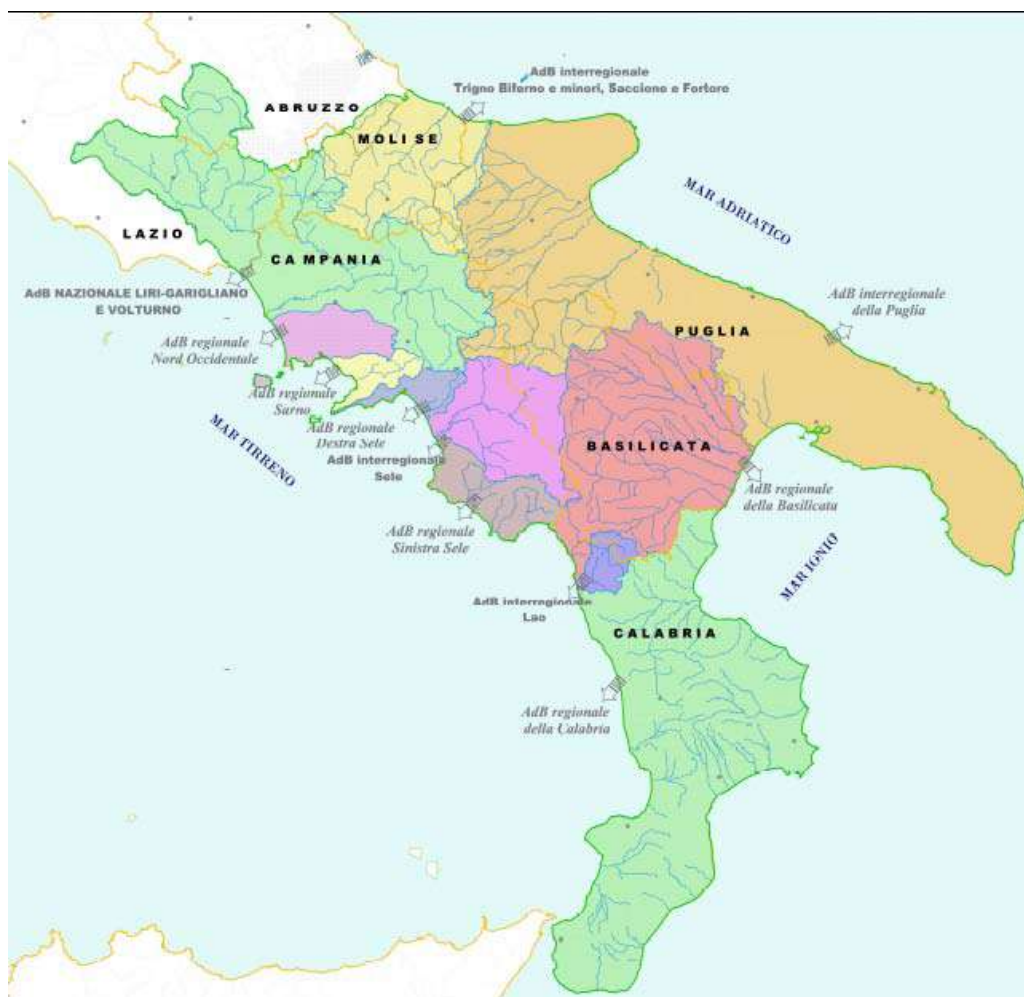 AdB interregionale
Trigno Biferno e minori, Saccione e Fortore
ABRUZZO
MOLISE
MAR ADRIATICO
LAZIO
CAMPANIA
AdB NAZIONALE LIRI-GARIGLIANO
E VOLTURNO
AdB interregionale
della Puglia
PUGLIA
AdB regionale
Nord Occidentale
AdB regionale
Sarno
MAR TIRRENO
AdB regionale
Destra Sele
BASILICATA
AdB interregionale
Sele
AdB regionale
della Basilicata
AdB regionale
Sinistra Sele
MAR IGNIO
AdB interregionale
Lao
CALABRIA
AdB regionale
della Calabria